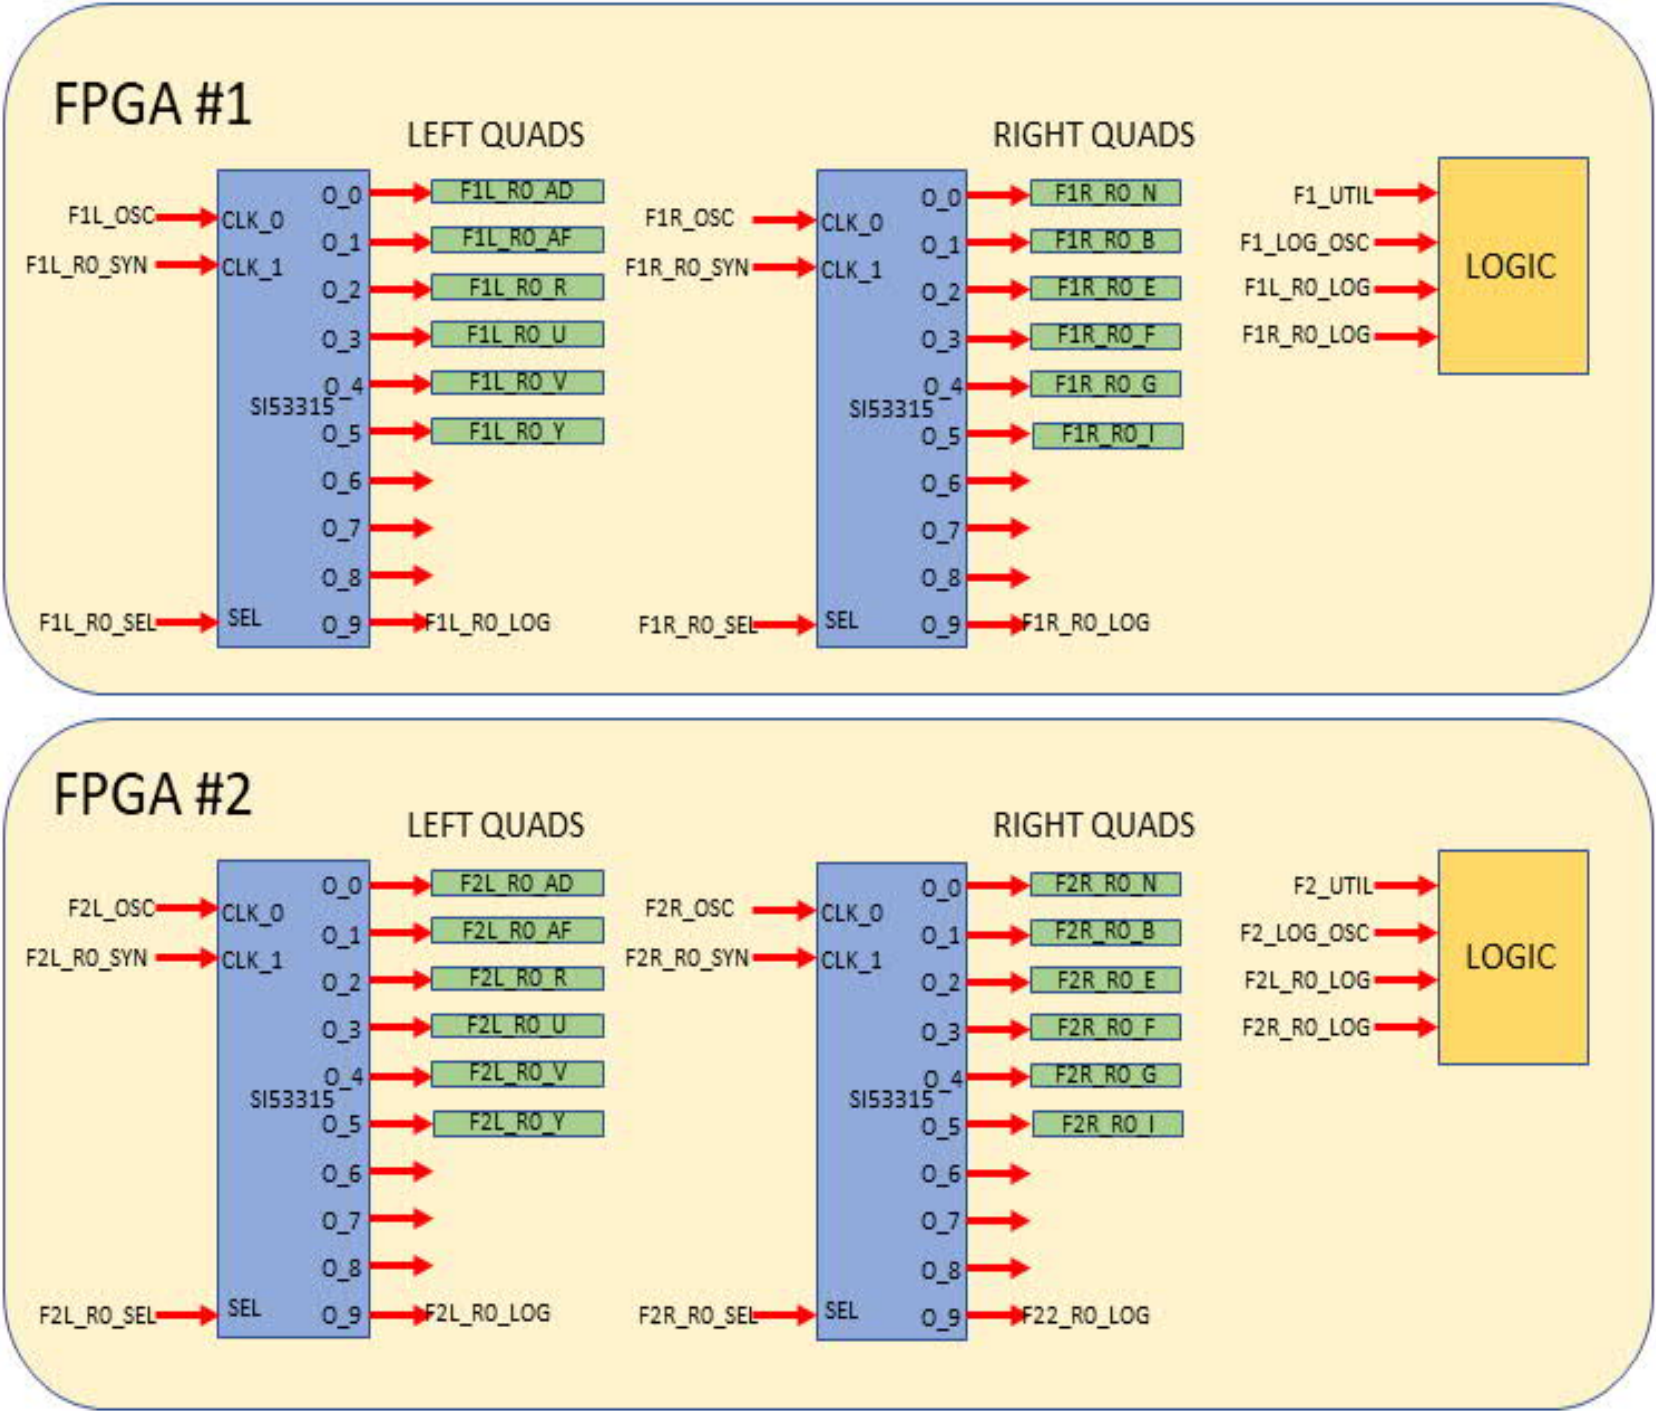 FPGA #1
LEFT QUADS
RIGHT QUADS
F1L_OSC
F1L_R0_SYN
F1L_R0_SEL
CLK_0
CLK_1
SI53315
SEL
O_0
O_1
O_2
O_3
O_4
O_5
O_6
O_7
O_8
O_9
F1L_R0_AD
F1L_R0_AF
F1L_R0_R
F1L_R0_U
F1L_R0_V
F1L_R0_Y
F1L_R0_LOG
F1R_OSC
F1R_R0_SYN
F1R_R0_SEL
CLK_0
CLK_1
SI53315
SEL
O_0
O_1
O_2
O_3
O_4
O_5
O_6
O_7
O_8
O_9
F1R_R0_N
F1R_R0_B
F1R_R0_E
F1R_R0_F
F1R_R0_G
F1R_R0_I
F1R_R0_LOG
F1_UTIL
F1_LOG_OSC
F1L_R0_LOG
F1R_R0_LOG
LOGIC
FPGA #2
LEFT QUADS
RIGHT QUADS
F2L_OSC
F2L_R0_SYN
F2L_R0_SEL
CLK_0
CLK_1
SI53315
SEL
O_0
O_1
O_2
O_3
O_4
O_5
O_6
O_7
O_8
O_9
F2L_R0_AD
F2L_R0_AF
F2L_R0_R
F2L_R0_U
F2L_R0_V
F2L_R0_Y
F2L_R0_LOG
F2R_OSC
F2R_R0_SYN
F2R_R0_SEL
CLK_0
CLK_1
SI53315
SEL
O_0
O_1
O_2
O_3
O_4
O_5
O_6
O_7
O_8
O_9
F2R_R0_N
F2R_R0_B
F2R_R0_E
F2R_R0_F
F2R_R0_G
F2R_R0_I
F22_R0_LOG
F2_UTIL
F2_LOG_OSC
F2L_R0_LOG
F2R_R0_LOG
LOGIC